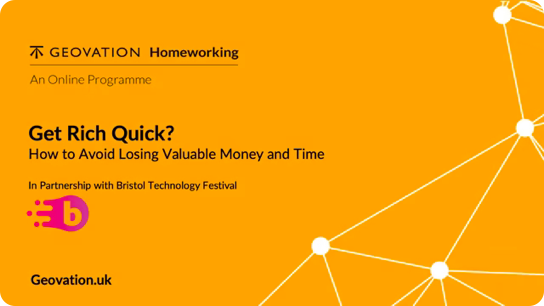 GEOVATION Homeworking
An Online Programme
Get Rich Quick?
How to Avoid Losing Valuable Money and Time
In Partnership with Bristol Technology Festival
b
Geovation.uk